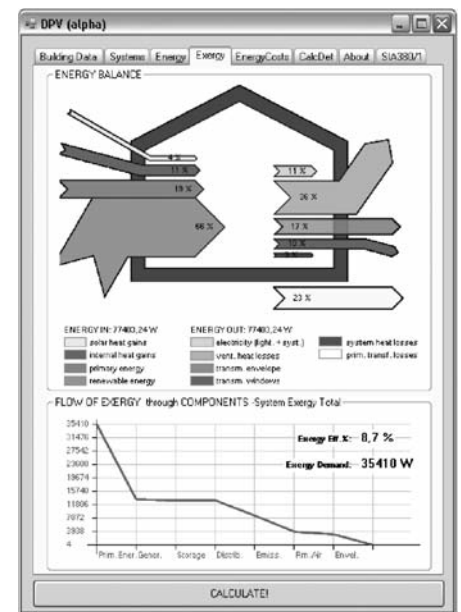 DPV (alpha)
Building Data Systems Energy Exergy EnergyCosts CalcDet About SIA380/1
ENERGY BALANCE
4 %
11 %
19 %
66 %
11 %
26 %
17 %
10 %
23 %
ENERGY IN: 77403,24 W
solar heat gains
internal heat gains
primary energy
renewable energy
ENERGY OUT: 77403,24 W
electricity (light. + syst.)
vent. heat losses
transm. envelope
transm. windows
system heat losses
prim. transf. losses
FLOW OF EXERGY through COMPONENTS -System Exergy Total
Exergy Eff.%: 8,7 %
Exergy Demand: 35410 W
35410
31476
27542
23608
19674
15740
11806
7872
3938
4
Prim. Ener. Gener. Storage Distrib. Emiss. Rm./Air Envel.
CALCULATE!